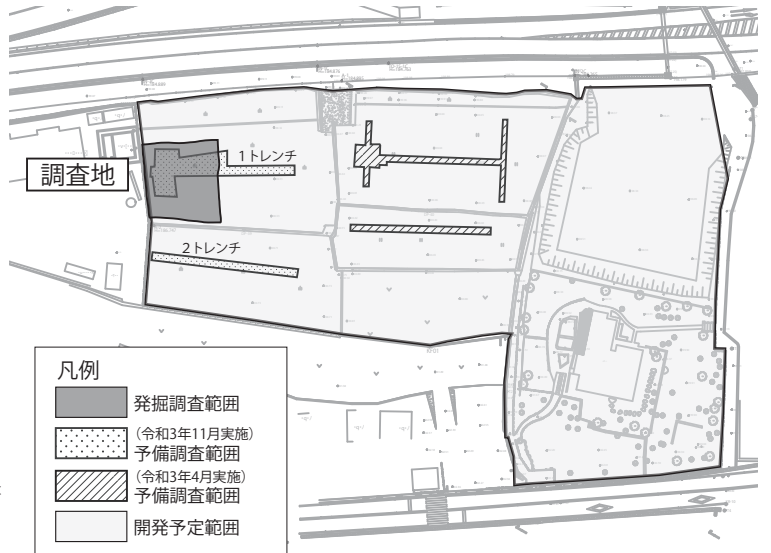 調査地
1トレンチ
2トレンチ
凡例
発掘調査範囲
(令和3年11月実施)
予備調査範囲
(令和3年4月実施)
予備調査範囲
開発予定範囲